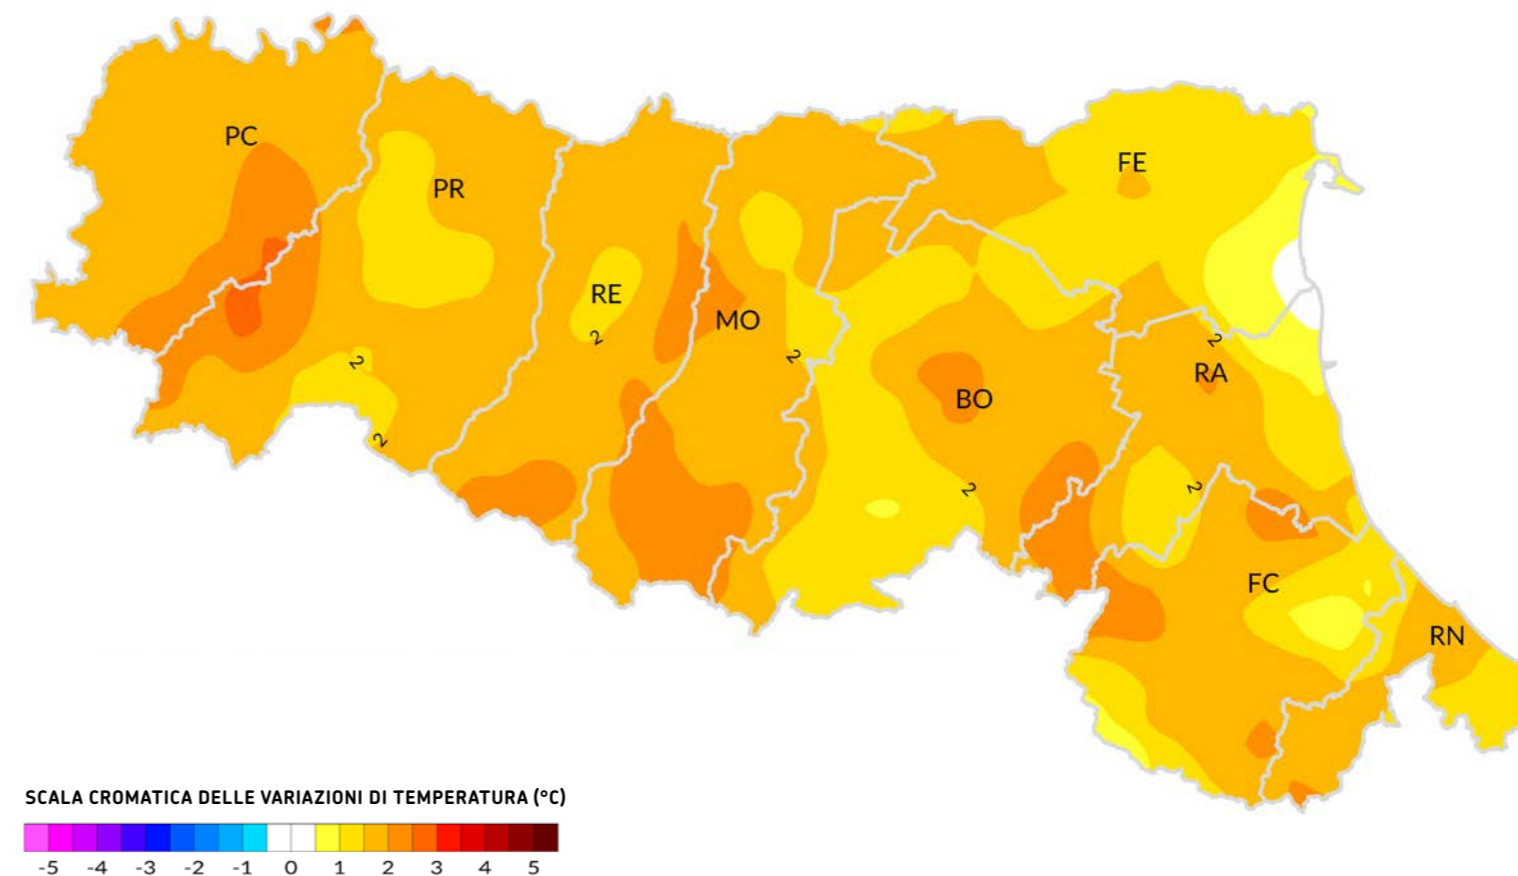 PC
PR
FE
RE
MO
2
2
2
2
RA
BO
2
2
2
FC
RN
SCALA CROMATICA DELLE VARIAZIONI DI TEMPERATURA (°C)
-5 -4 -3 -2 -1 0 1 2 3 4 5